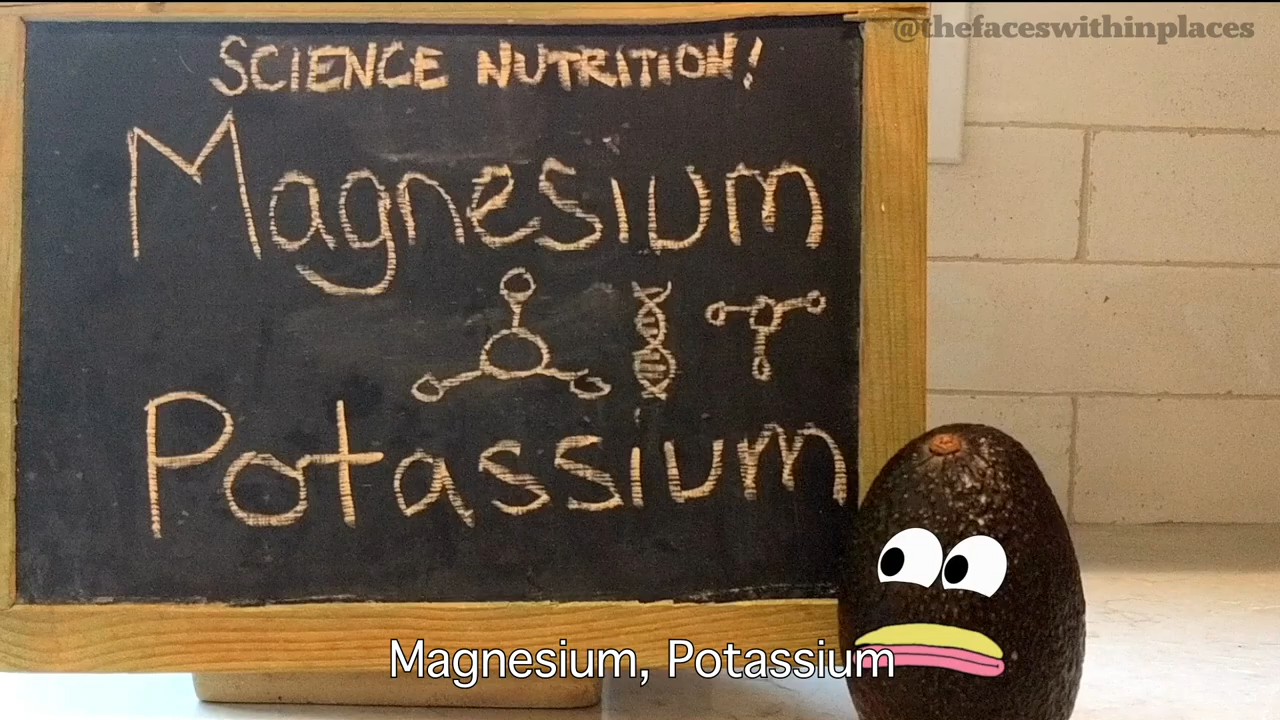 @thefaceswithinplaces
SCIENCE NUTRITION!
Magnesium
Potassium
Magnesium, Potassium